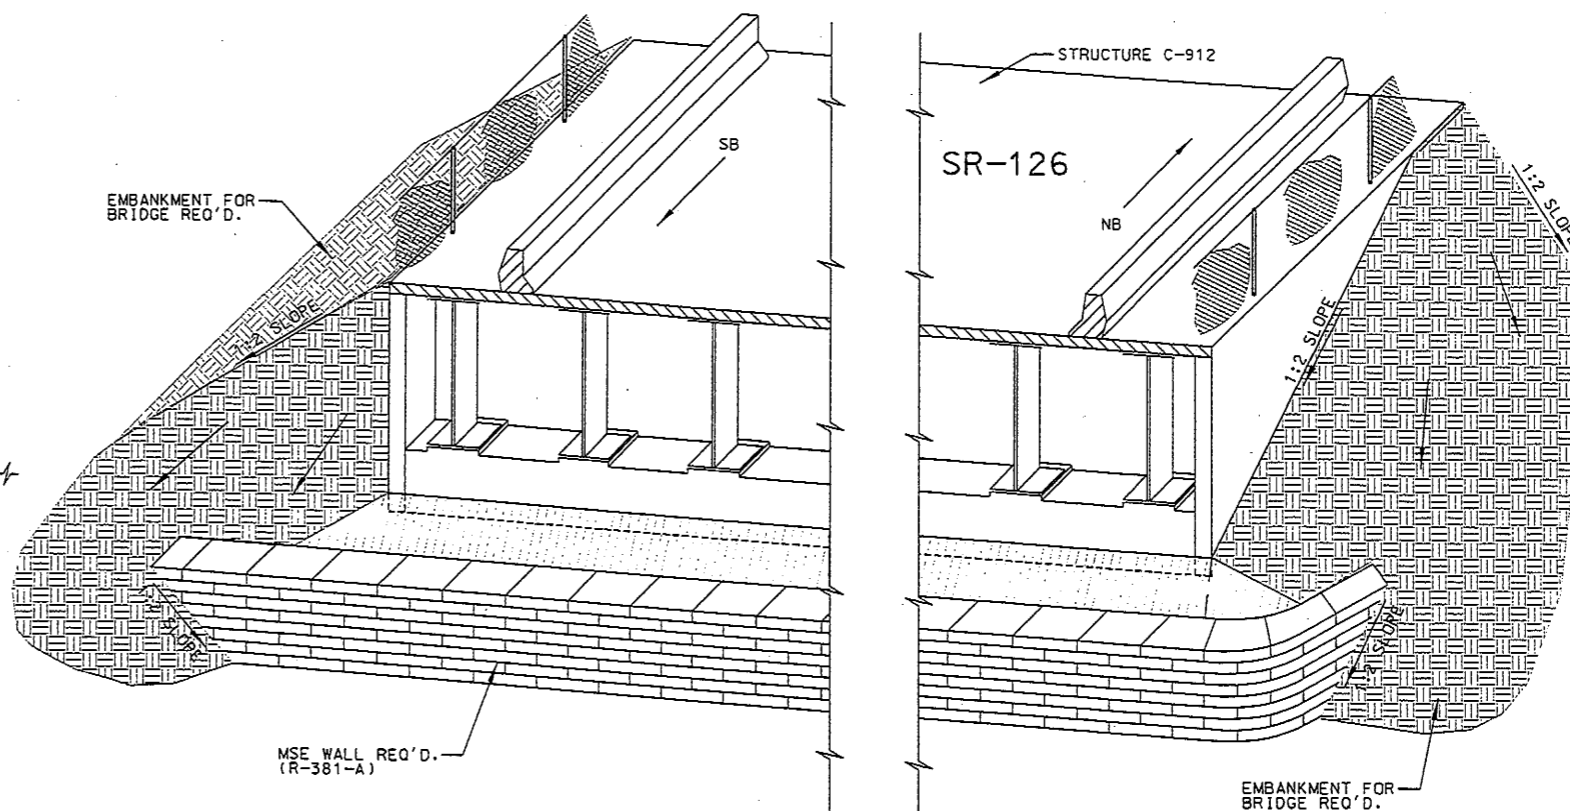 STRUCTURE C-912
SB
SR-126
NB
1:2 SLOPE
EMBANKMENT FOR
BRIDGE REQ'D.
1:2 SLOPE
1:2 SLOPE
1:2 SLOPE
1:2 SLOPE
MSE WALL REQ'D.
(R-381-A)
EMBANKMENT FOR
BRIDGE REQ'D.